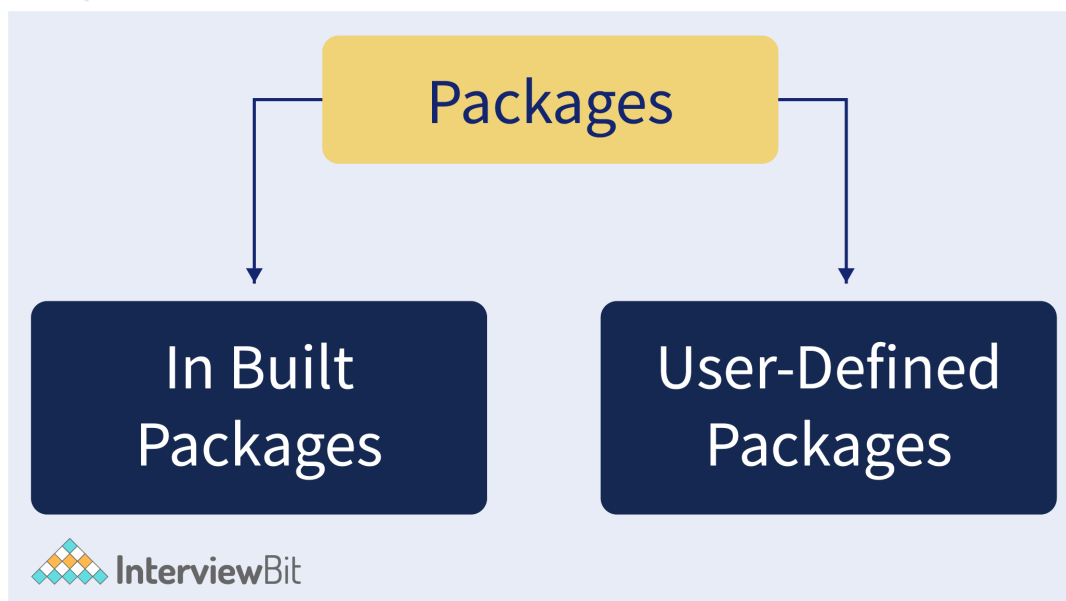 Packages
In Built
Packages
User-Defined
Packages
InterviewBit